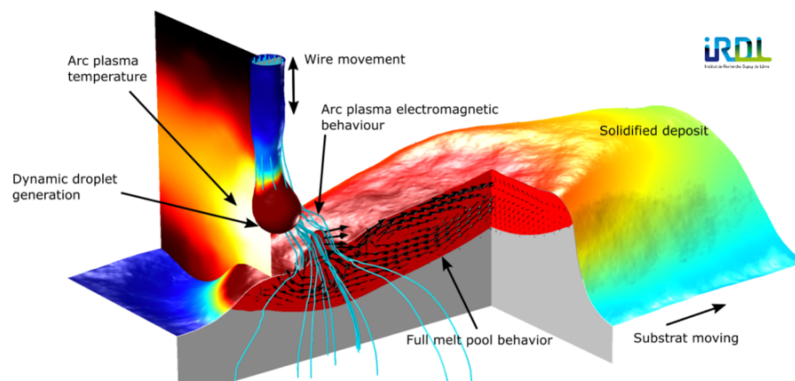 Arc plasma
temperature
Wire movement
iRDL
Institut de Recherche Dupuy de Lôme
Arc plasma electromagnetic
behaviour
Solidified deposit
Dynamic droplet
generation
Full melt pool behavior
Substrat moving